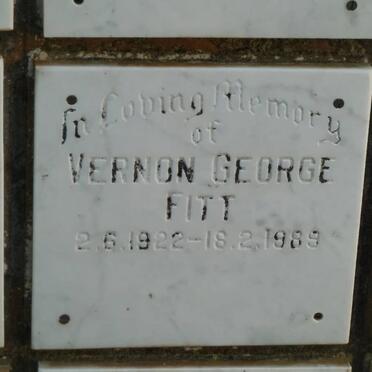 In Loving Memory
of
VERNON GEORGE
FITT
2.6.1922-18.2.1989